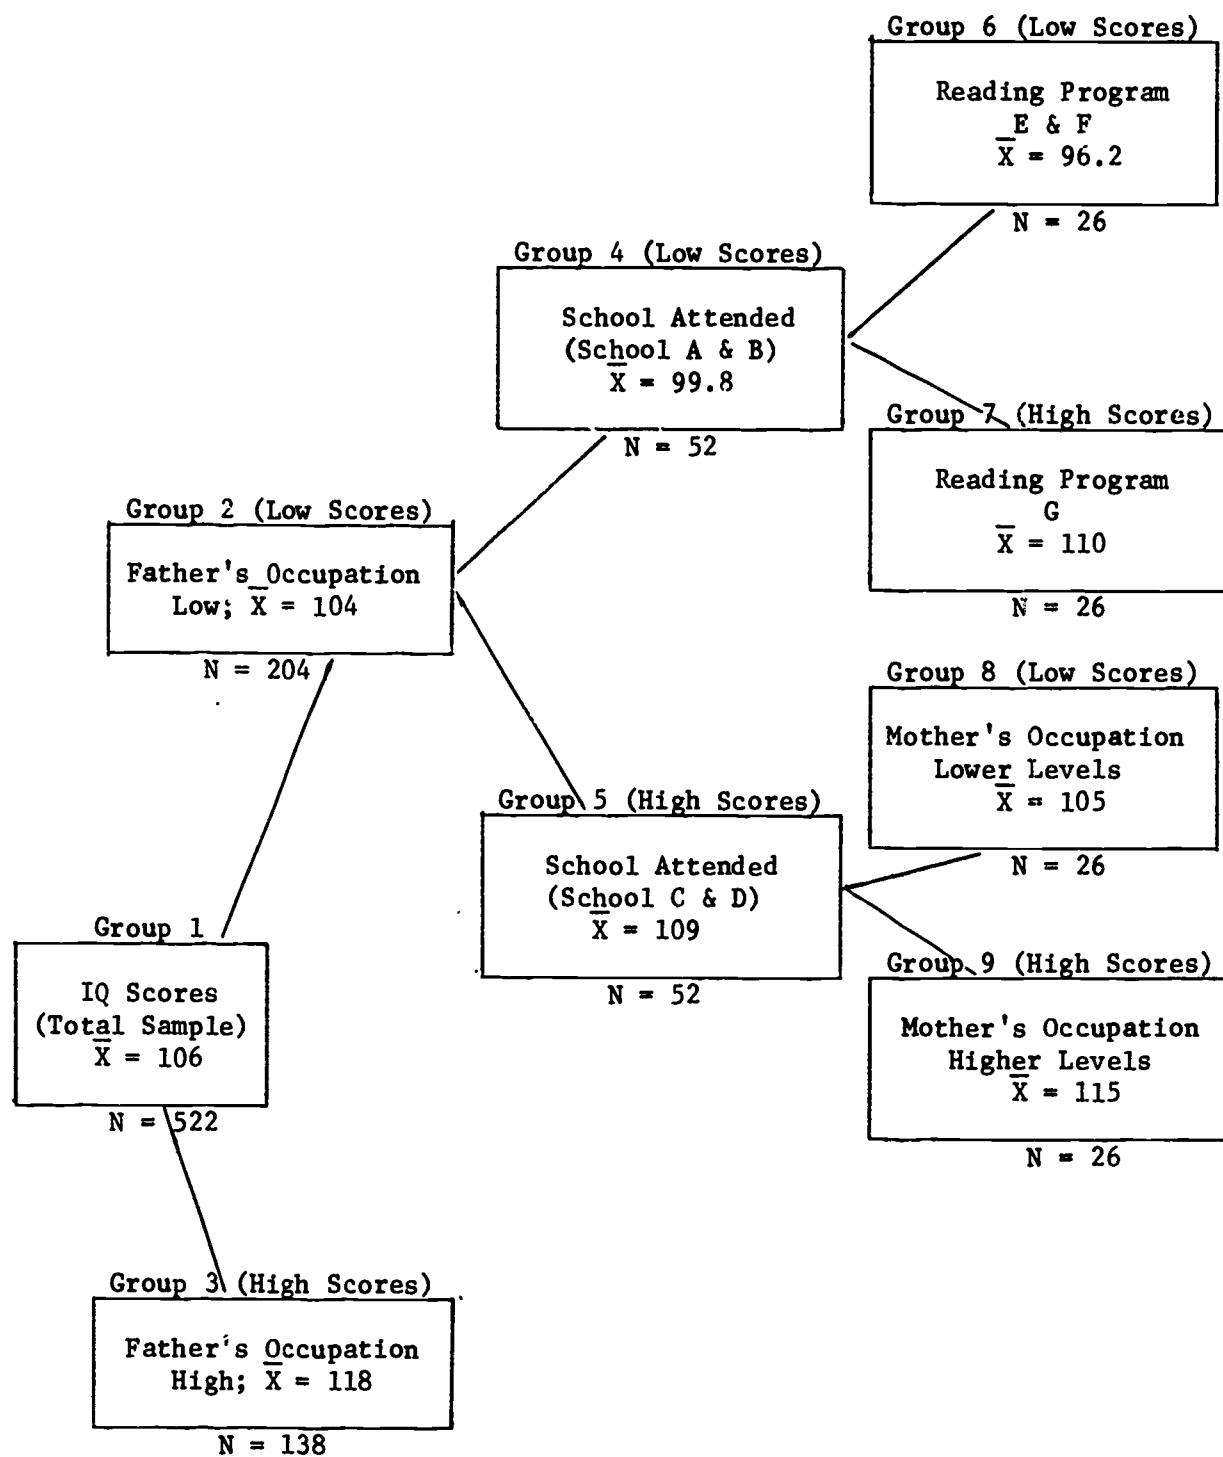 Group 6 (Low Scores)
Reading Program
E & F
X̄ = 96.2
N = 26
Group 4 (Low Scores)
School Attended
(School A & B)
X̄ = 99.8
N = 52
Group 7 (High Scores)
Reading Program
G
X̄ = 110
N = 26
Group 2 (Low Scores)
Father's Occupation
Low; X̄ = 104
N = 204
Group 8 (Low Scores)
Mother's Occupation
Lower Levels
X̄ = 105
N = 26
Group 5 (High Scores)
School Attended
(School C & D)
X̄ = 109
N = 52
Group 1
IQ Scores
(Total Sample)
X̄ = 106
N = 522
Group 9 (High Scores)
Mother's Occupation
Higher Levels
X̄ = 115
N = 26
Group 3 (High Scores)
Father's Occupation
High; X̄ = 118
N = 138